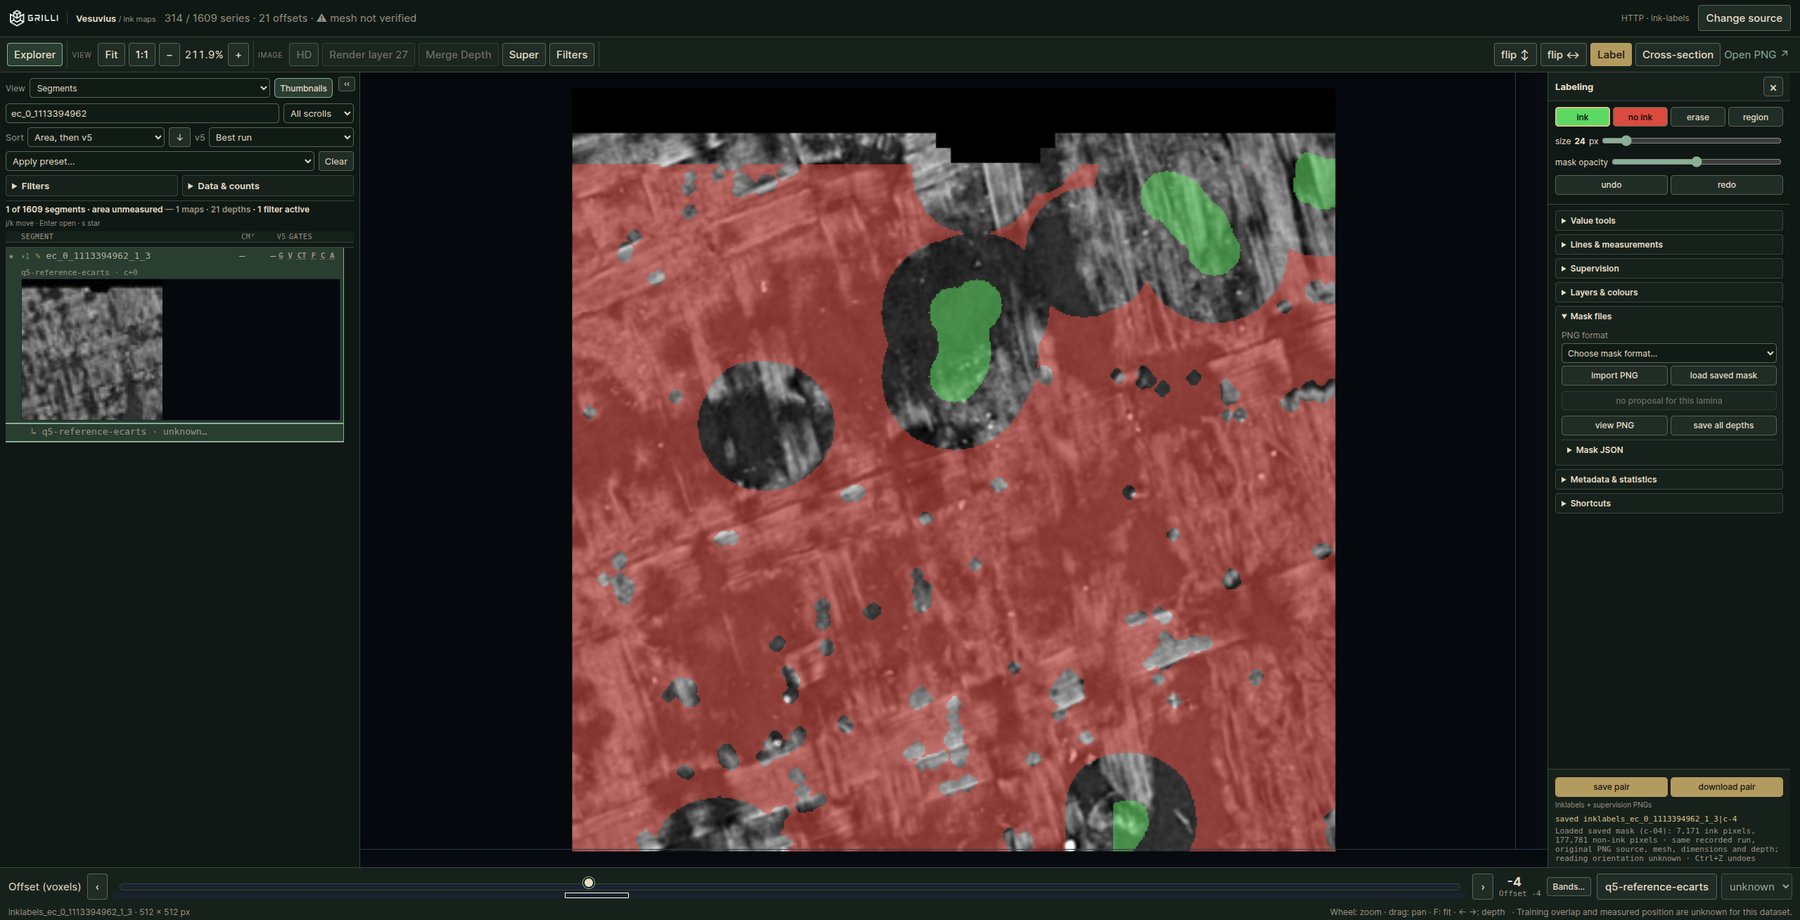 GRILLI Vesuvius / ink maps 314 / 1609 series · 21 offsets · ⚠ mesh not verified HTTP · ink-labels Change source
Explorer VIEW Fit 1:1 − 211.9% + IMAGE HD Render layer 27 Merge Depth Super Filters flip ↕ flip ↔ Label Cross-section Open PNG ↗
View Segments Thumbnails «
ec_0_1113394962 All scrolls
Sort Area, then v5 ↓ v5 Best run
Apply preset... Clear
▸ Filters ▸ Data & counts
1 of 1609 segments · area unmeasured — 1 maps · 21 depths · 1 filter active
j/k move · Enter open · s star
SEGMENT CM² V5 GATES
★ +1 ✎ ec_0_1113394962_1_3 — — G V CT F C A
q5-reference-ecarts · c+0
↳ q5-reference-ecarts · unknown…
Labeling ×
ink no ink erase region
size 24 px
mask opacity
undo redo
▸ Value tools
▸ Lines & measurements
▸ Supervision
▸ Layers & colours
▾ Mask files
PNG format
Choose mask format...
import PNG load saved mask
no proposal for this lamina
view PNG save all depths
▸ Mask JSON
▸ Metadata & statistics
▸ Shortcuts
save pair download pair
Inklabels + supervision PNGs
saved inklabels_ec_0_1113394962_1_3|c-4
Loaded saved mask (c-04): 7,171 ink pixels,
177,781 non-ink pixels · same recorded run,
original PNG source, mesh, dimensions and depth;
reading orientation unknown · Ctrl+Z undoes
Offset (voxels) ‹ › -4 Offset -4 Bands... q5-reference-ecarts unknown
inklabels_ec_0_1113394962_1_3 · 512 × 512 px Wheel: zoom · drag: pan · F: fit · ← →: depth · Training overlap and measured position are unknown for this dataset.